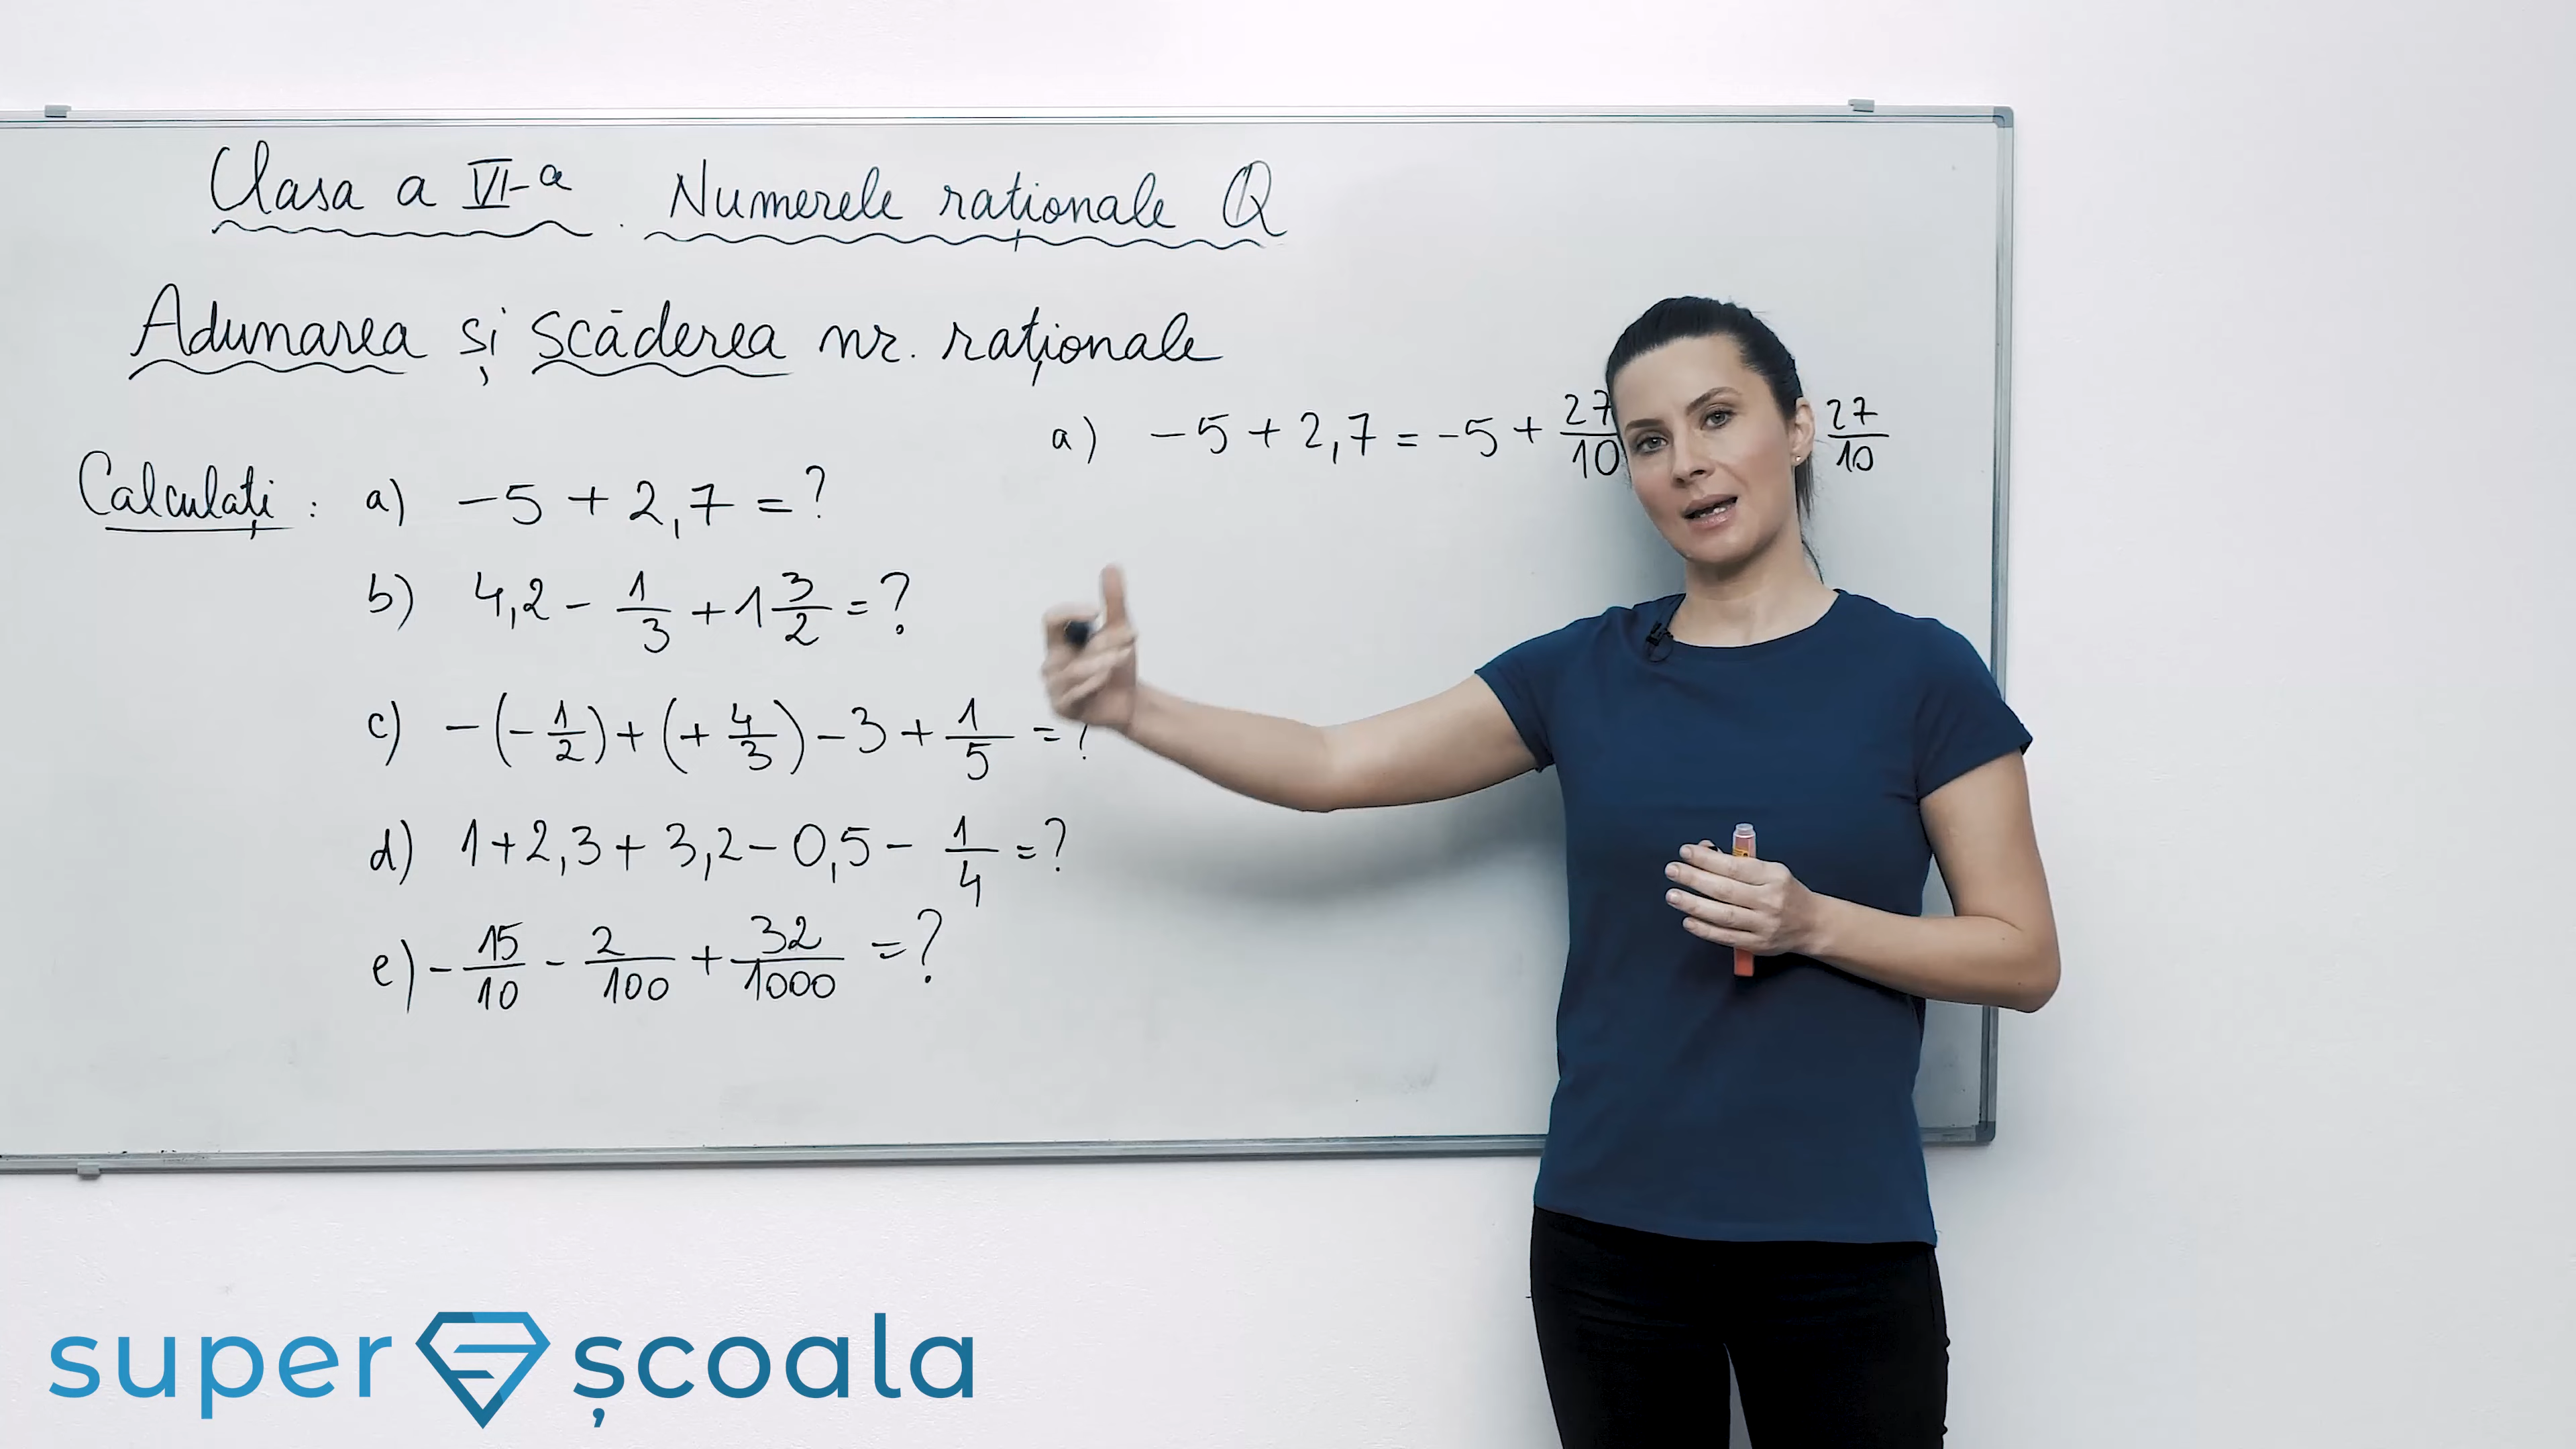 Clasa a VI-a. Numerele raționale Q
Adunarea și scăderea nr. raționale
a) -5 + 2,7 = -5 + 27/10 27/10
Calculați: a) -5 + 2,7 = ?
b) 4,2 - 1/3 + 1 3/2 = ?
c) -(-1/2) + (+4/3) - 3 + 1/5 = ?
d) 1 + 2,3 + 3,2 - 0,5 - 1/4 = ?
e) -15/10 - 2/100 + 32/1000 = ?
super școala